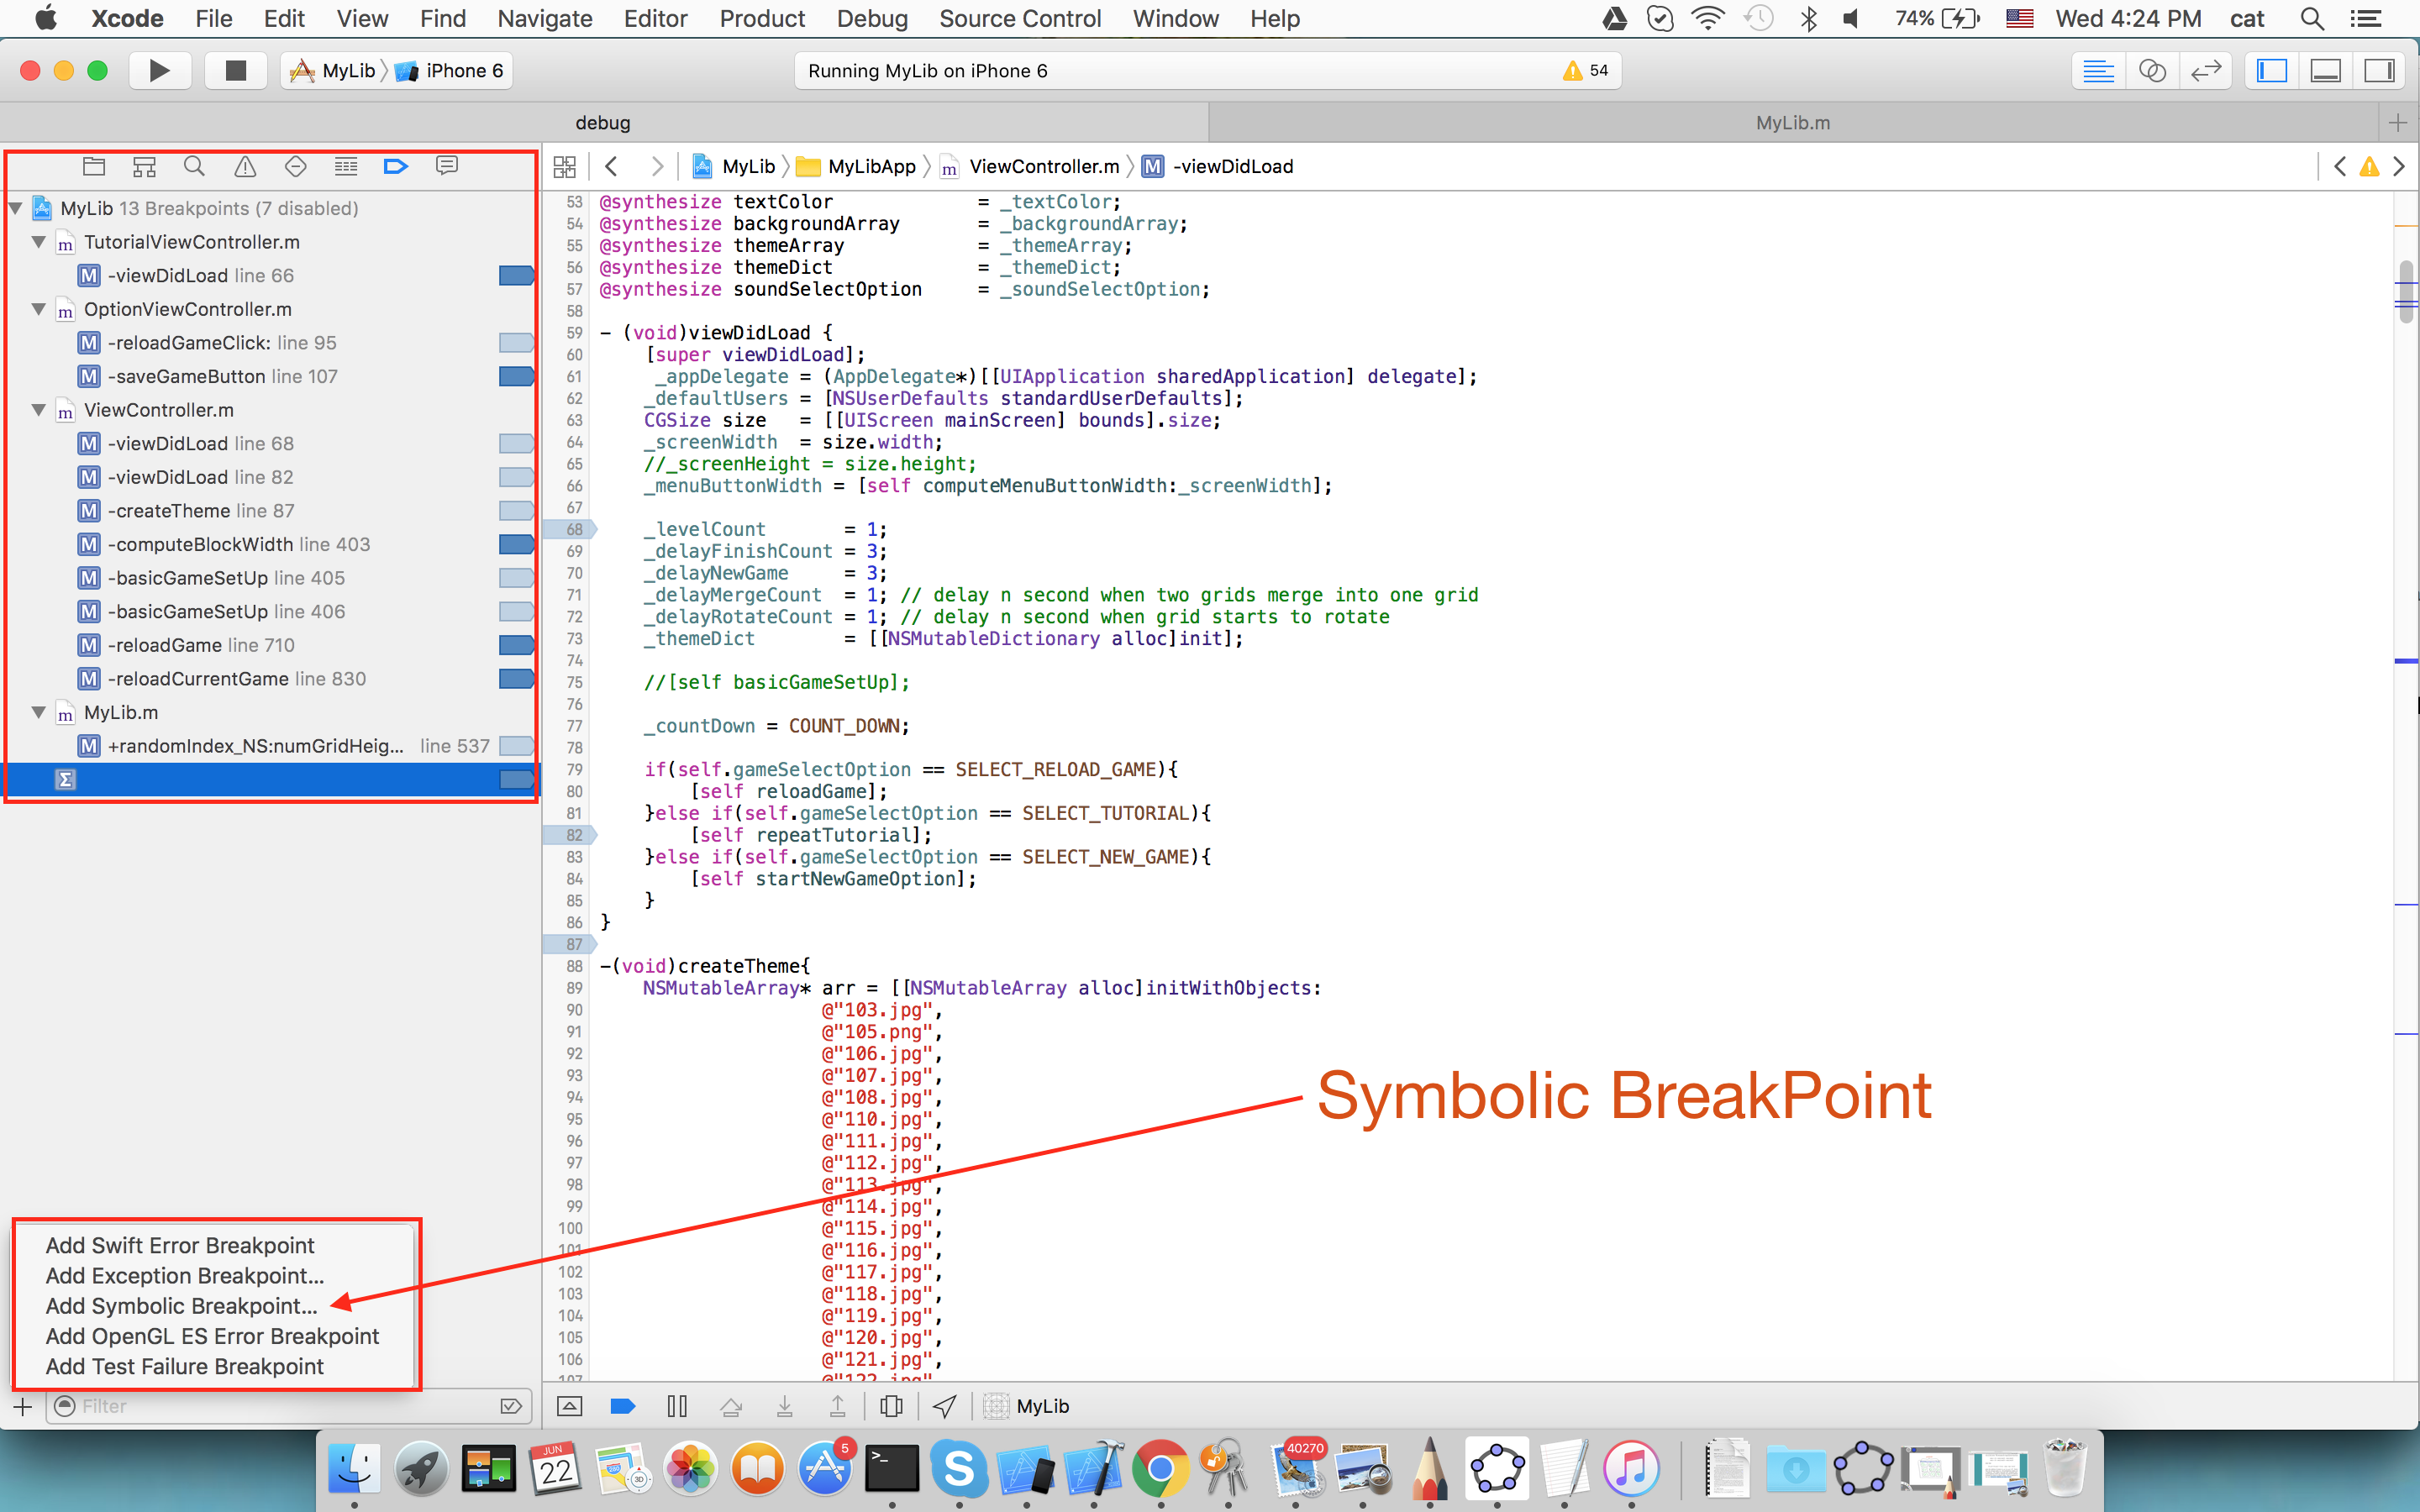 Xcode File Edit View Find Navigate Editor Product Debug Source Control Window Help 74% Wed 4:24 PM cat
MyLib iPhone 6 Running MyLib on iPhone 6 54
debug MyLib.m
MyLib MyLibApp m ViewController.m M -viewDidLoad
MyLib 13 Breakpoints (7 disabled)
m TutorialViewController.m
M -viewDidLoad line 66
m OptionViewController.m
M -reloadGameClick: line 95
M -saveGameButton line 107
m ViewController.m
M -viewDidLoad line 68
M -viewDidLoad line 82
M -createTheme line 87
M -computeBlockWidth line 403
M -basicGameSetUp line 405
M -basicGameSetUp line 406
M -reloadGame line 710
M -reloadCurrentGame line 830
m MyLib.m
M +randomIndex_NS:numGridHeig... line 537
Σ
53 @synthesize textColor = _textColor;
54 @synthesize backgroundArray = _backgroundArray;
55 @synthesize themeArray = _themeArray;
56 @synthesize themeDict = _themeDict;
57 @synthesize soundSelectOption = _soundSelectOption;
58
59 - (void)viewDidLoad {
60 [super viewDidLoad];
61 _appDelegate = (AppDelegate*)[[UIApplication sharedApplication] delegate];
62 _defaultUsers = [NSUserDefaults standardUserDefaults];
63 CGSize size = [[UIScreen mainScreen] bounds].size;
64 _screenWidth = size.width;
65 //_screenHeight = size.height;
66 _menuButtonWidth = [self computeMenuButtonWidth:_screenWidth];
67
68 _levelCount = 1;
69 _delayFinishCount = 3;
70 _delayNewGame = 3;
71 _delayMergeCount = 1; // delay n second when two grids merge into one grid
72 _delayRotateCount = 1; // delay n second when grid starts to rotate
73 _themeDict = [[NSMutableDictionary alloc]init];
74
75 //[self basicGameSetUp];
76
77 _countDown = COUNT_DOWN;
78
79 if(self.gameSelectOption == SELECT_RELOAD_GAME){
80 [self reloadGame];
81 }else if(self.gameSelectOption == SELECT_TUTORIAL){
82 [self repeatTutorial];
83 }else if(self.gameSelectOption == SELECT_NEW_GAME){
84 [self startNewGameOption];
85 }
86 }
87
88 -(void)createTheme{
89 NSMutableArray* arr = [[NSMutableArray alloc]initWithObjects:
90 @"103.jpg",
91 @"105.png",
92 @"106.jpg",
93 @"107.jpg",
94 @"108.jpg",
95 @"110.jpg",
96 @"111.jpg",
97 @"112.jpg",
98 @"113.jpg",
99 @"114.jpg",
100 @"115.jpg",
101 @"116.jpg",
102 @"117.jpg",
103 @"118.jpg",
104 @"119.jpg",
105 @"120.jpg",
106 @"121.jpg",
107 @"122.jpg"
Symbolic BreakPoint
Add Swift Error Breakpoint
Add Exception Breakpoint...
Add Symbolic Breakpoint...
Add OpenGL ES Error Breakpoint
Add Test Failure Breakpoint
Filter MyLib
JUN
22
3D
5
40270